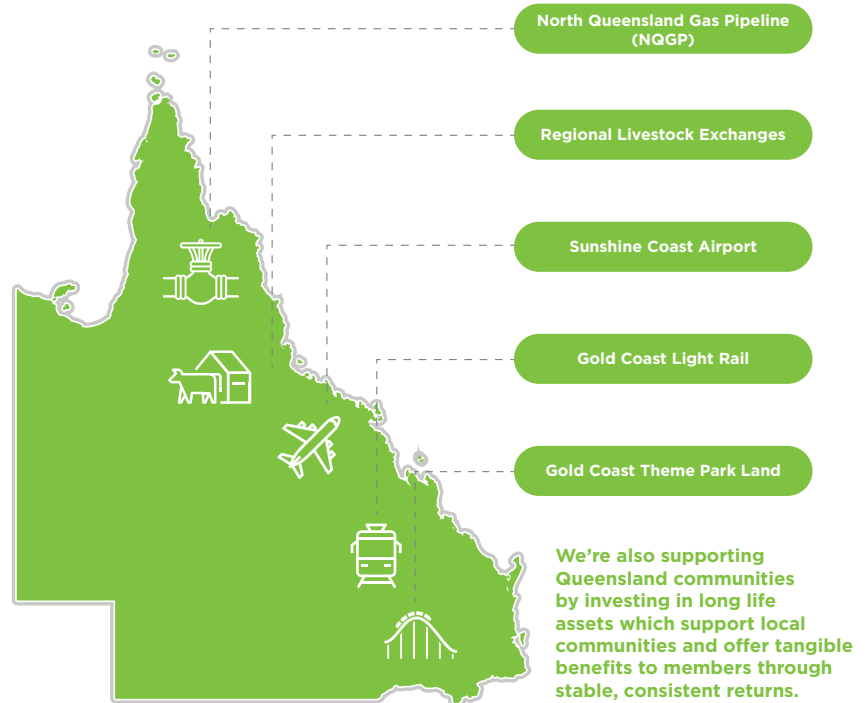 North Queensland Gas Pipeline
(NQGP)
Regional Livestock Exchanges
Sunshine Coast Airport
Gold Coast Light Rail
Gold Coast Theme Park Land
We’re also supporting
Queensland communities
by investing in long life
assets which support local
communities and offer tangible
benefits to members through
stable, consistent returns.